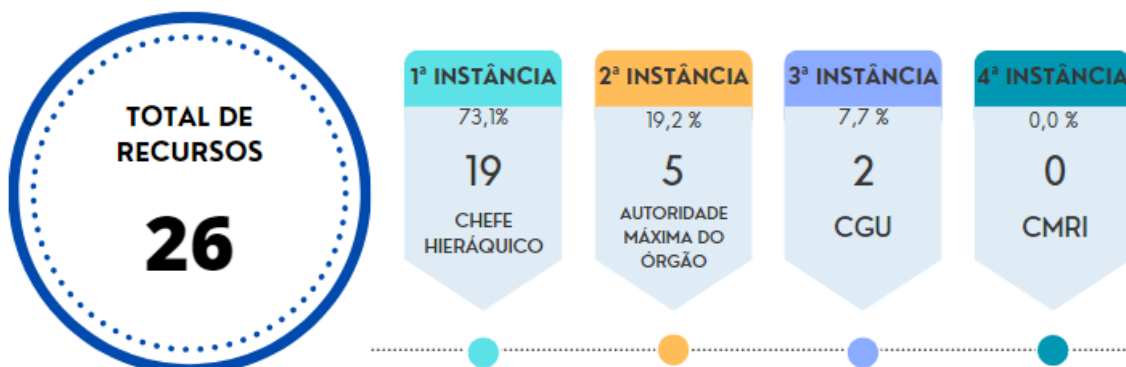 TOTAL DE
RECURSOS
26
1ª INSTÂNCIA
73,1%
19
CHEFE
HIERÁQUICO
2ª INSTÂNCIA
19,2 %
5
AUTORIDADE
MÁXIMA DO
ÓRGÃO
3ª INSTÂNCIA
7,7 %
2
CGU
4ª INSTÂNCIA
0,0 %
0
CMRI